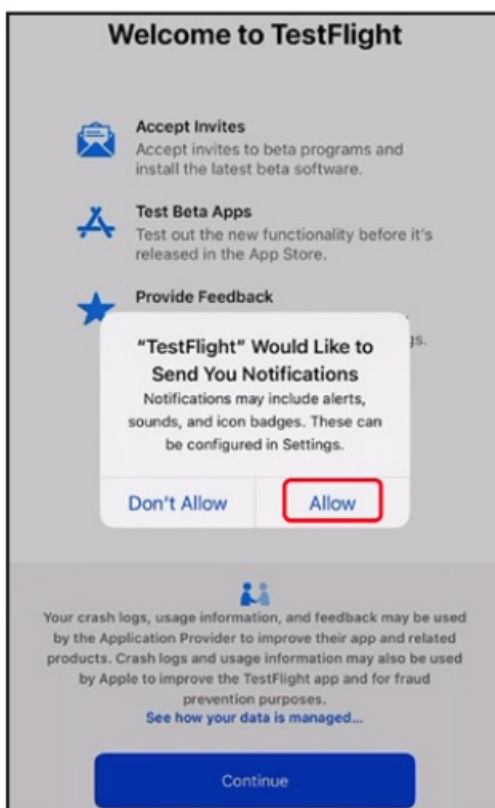 Welcome to TestFlight
Accept Invites
Accept invites to beta programs and
install the latest beta software.
Test Beta Apps
Test out the new functionality before it's
released in the App Store.
Provide Feedback
"TestFlight" Would Like to
Send You Notifications
Notifications may include alerts,
sounds, and icon badges. These can
be configured in Settings.
Don't Allow
Allow
Your crash logs, usage information, and feedback may be used
by the Application Provider to improve their app and related
products. Crash logs and usage information may also be used
by Apple to improve the TestFlight app and for fraud
prevention purposes.
See how your data is managed...
Continue